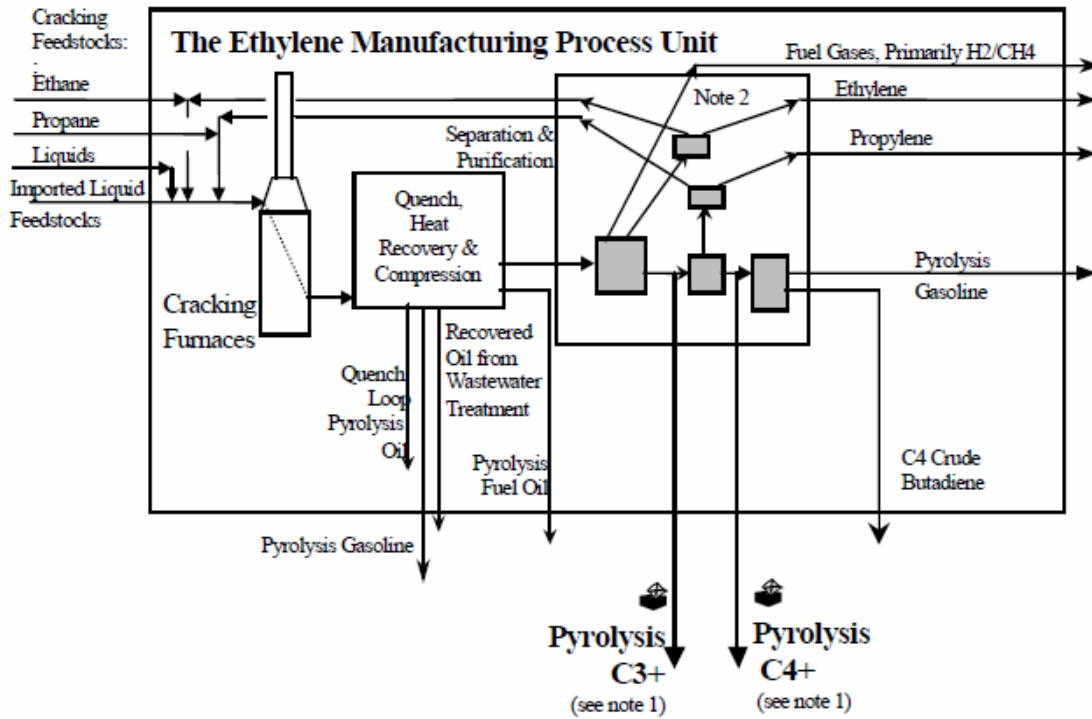 Cracking
Feedstocks:
:
Ethane
Propane
Liquids
Imported Liquid
Feedstocks
The Ethylene Manufacturing Process Unit
Fuel Gases, Primarily H2/CH4
Note 2
Ethylene
Separation &
Purification
Propylene
Quench,
Heat
Recovery &
Compression
Cracking
Furnaces
Pyrolysis
Gasoline
Quench
Loop
Pyrolysis
Oil
Recovered
Oil from
Wastewater
Treatment
Pyrolysis
Fuel Oil
C4 Crude
Butadiene
Pyrolysis Gasoline
Pyrolysis
C3+
(see note 1)
Pyrolysis
C4+
(see note 1)